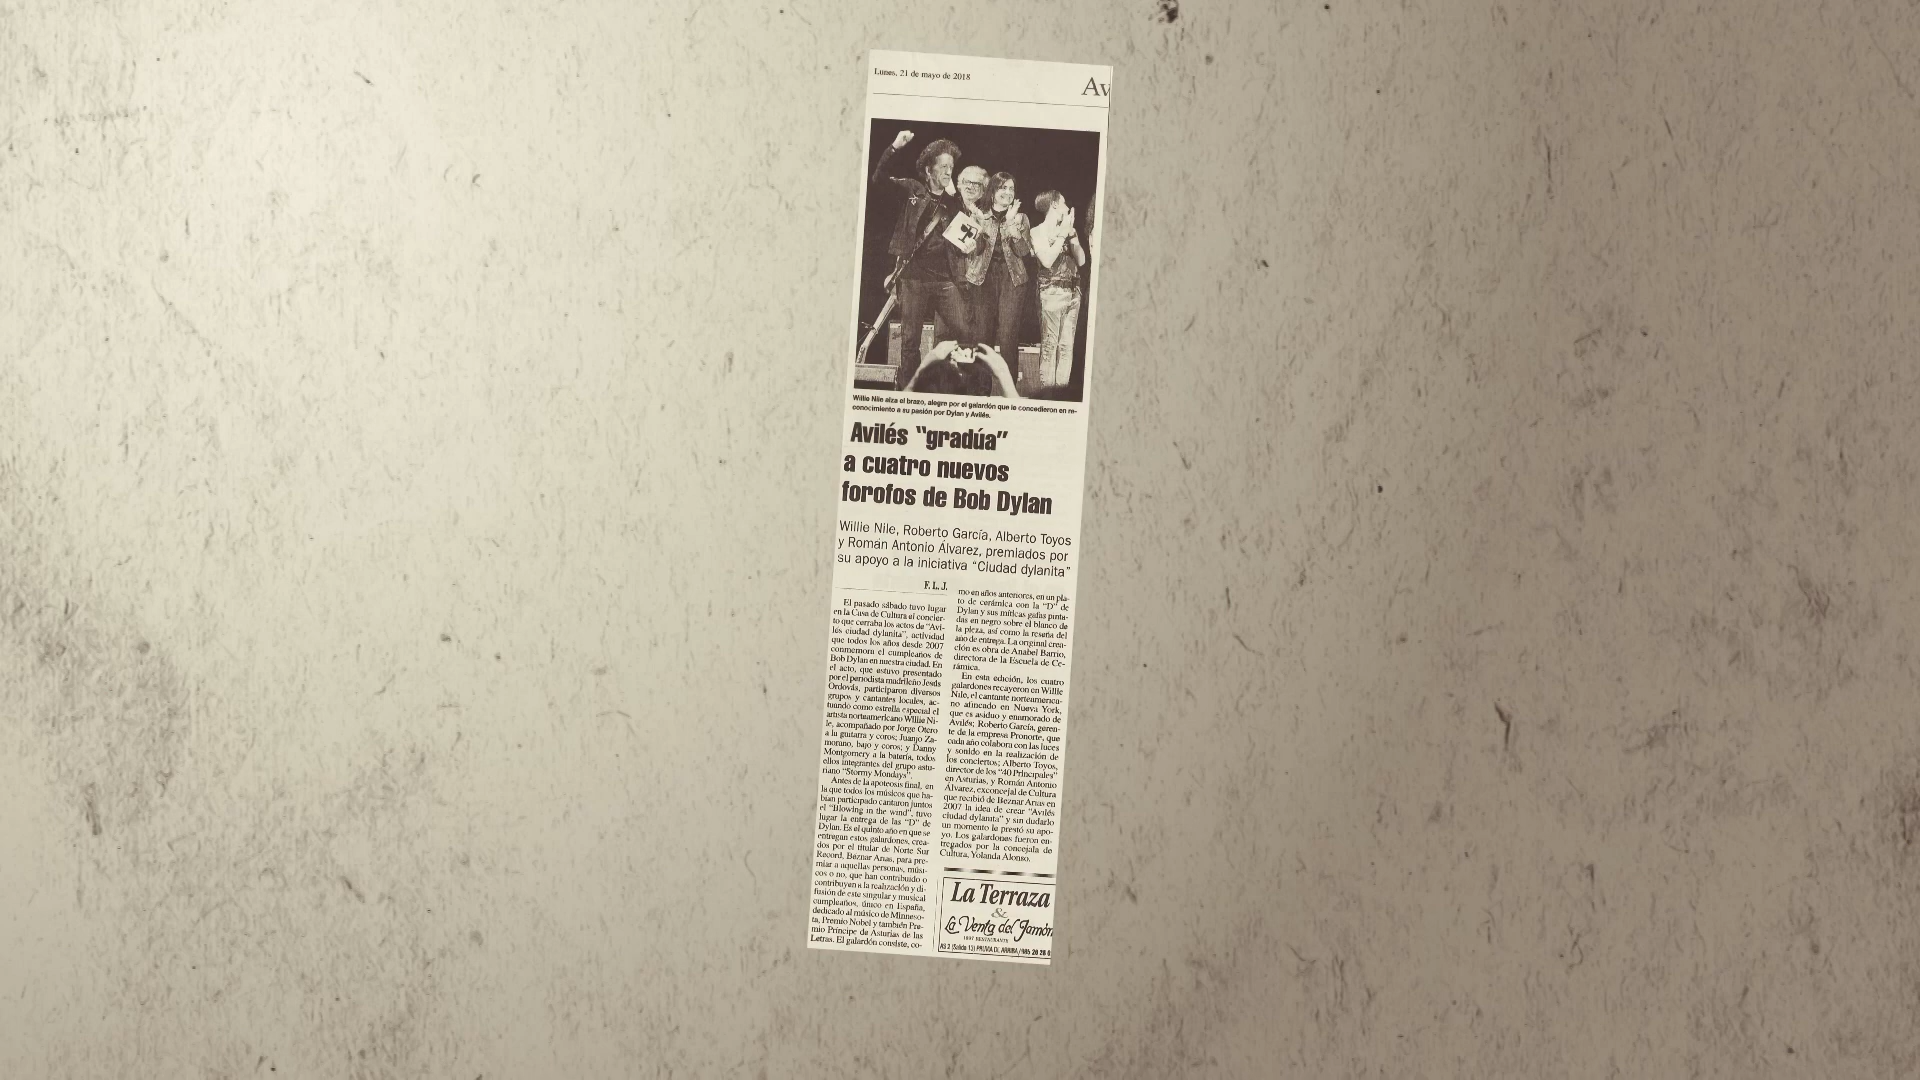 Lunes, 21 de mayo de 2018
Av
Willie Nile alza el brazo, alegre por el galardón que le concedieron en re-
conocimiento a su pasión por Dylan y Avilés.
Avilés "gradúa"
a cuatro nuevos
forofos de Bob Dylan
Willie Nile, Roberto García, Alberto Toyos
y Román Antonio Álvarez, premiados por
su apoyo a la iniciativa "Ciudad dylanita"
F. L. J.
El pasado sábado tuvo lugar
en la Casa de Cultura el concier-
to que cerraba los actos de "Avi-
lés ciudad dylanita", actividad
que todos los años desde 2007
conmemora el cumpleaños de
Bob Dylan en nuestra ciudad. En
el acto, que estuvo presentado
por el periodista madrileño Jesús
Ordovás, participaron diversos
grupos y cantantes locales, ac-
tuando como estrella especial el
artista norteamericano Willie Ni-
le, acompañado por Jorge Otero
a la guitarra y coros; Juanjo Za-
morano, bajo y coros; y Danny
Montgomery a la batería, todos
ellos integrantes del grupo astu-
riano "Stormy Mondays".
Antes de la apoteosis final, en
la que todos los músicos que ha-
bían participado cantaron juntos
el "Blowing in the wind", tuvo
lugar la entrega de las "D" de
Dylan. Es el quinto año en que se
entregan estos galardones, crea-
dos por el titular de Norte Sur
Record, Beznar Arias, para pre-
miar a aquellas personas, músi-
cos o no, que han contribuido o
contribuyen a la realización y di-
fusión de este singular y musical
cumpleaños, único en España,
dedicado al músico de Minneso-
ta, Premio Nobel y también Pre-
mio Príncipe de Asturias de las
Letras. El galardón consiste, co-
mo en años anteriores, en un pla-
to de cerámica con la "D" de
Dylan y sus míticas gafas pinta-
das en negro sobre el blanco de
la pieza, así como la reseña del
año de entrega. La original crea-
ción es obra de Anabel Barrio,
directora de la Escuela de Ce-
rámica.
En esta edición, los cuatro
galardones recayeron en Willie
Nile, el cantante norteamerica-
no afincado en Nueva York,
que es asiduo y enamorado de
Avilés; Roberto García, geren-
te de la empresa Pronorte, que
cada año colabora con las luces
y sonido en la realización de
los conciertos; Alberto Toyos,
director de los "40 Principales"
en Asturias, y Román Antonio
Álvarez, exconcejal de Cultura
que recibió de Beznar Arias en
2007 la idea de crear "Avilés
ciudad dylanita" y sin dudarlo
un momento le prestó su apo-
yo. Los galardones fueron en-
tregados por la concejala de
Cultura, Yolanda Alonso.
La Terraza
&
La Venta del Jamón
RESTAURANTE
AS 2 (Salida 15) PRUVIA DE ARRIBA / 985 26 26 6